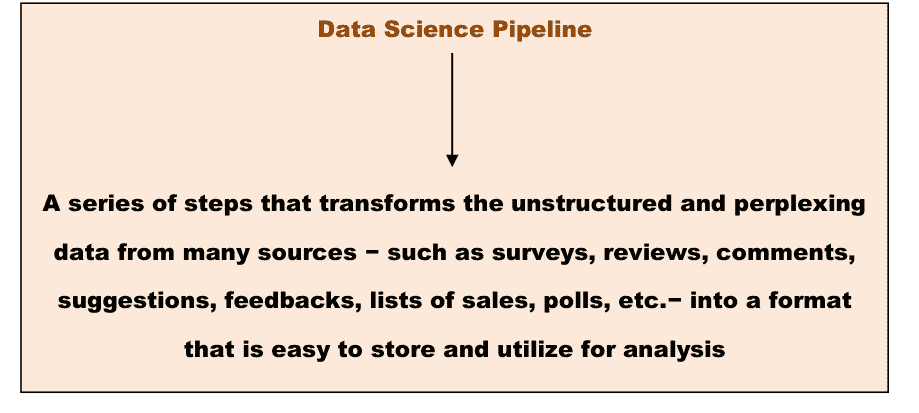 Data Science Pipeline
A series of steps that transforms the unstructured and perplexing
data from many sources − such as surveys, reviews, comments,
suggestions, feedbacks, lists of sales, polls, etc.− into a format
that is easy to store and utilize for analysis